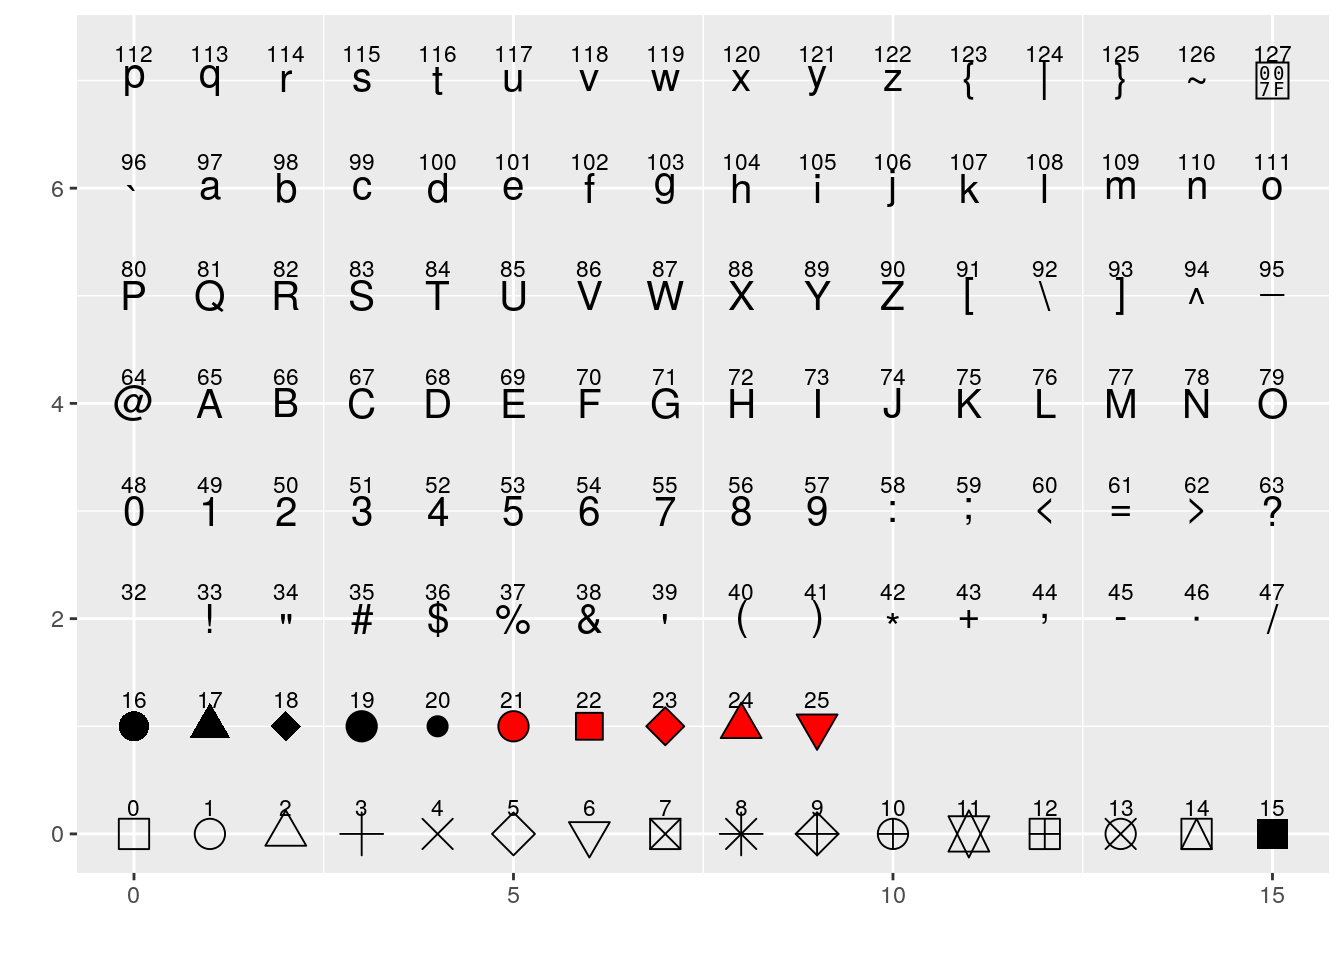 112 113 114 115 116 117 118 119 120 121 122 123 124 125 126 127
p q r s t u v w x y z { | } ~ 007F
96 97 98 99 100 101 102 103 104 105 106 107 108 109 110 111
6 ` a b c d e f g h i j k l m n o
80 81 82 83 84 85 86 87 88 89 90 91 92 93 94 95
P Q R S T U V W X Y Z [ \ ] ^ _
64 65 66 67 68 69 70 71 72 73 74 75 76 77 78 79
4 @ A B C D E F G H I J K L M N O
48 49 50 51 52 53 54 55 56 57 58 59 60 61 62 63
0 1 2 3 4 5 6 7 8 9 : ; < = > ?
32 33 34 35 36 37 38 39 40 41 42 43 44 45 46 47
2 ! " # $ % & ' ( ) * + , - . /
16 17 18 19 20 21 22 23 24 25
0 1 2 3 4 5 6 7 8 9 10 11 12 13 14 15
0
0 5 10 15